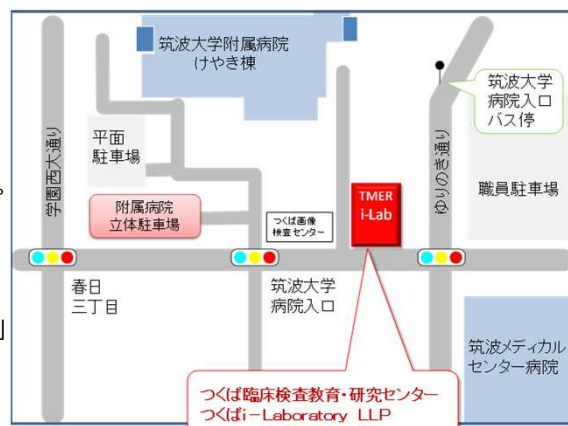 筑波大学附属病院
けやき棟
筑波大学
病院入口
バス停
平面
駐車場
学園西大通り
ゆりのき通り
職員駐車場
TMER
i-Lab
附属病院
立体駐車場
つくば画像
検査センター
。
春日
三丁目
筑波大学
病院入口
」
筑波メディカル
センター病院
つくば臨床検査教育・研究センター
つくばi－Laboratory LLP